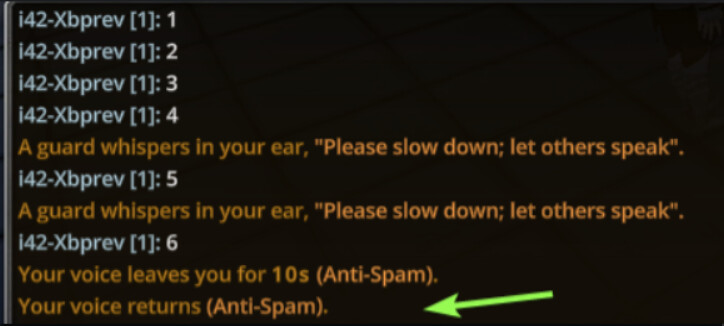 i42-Xbprev [1]: 1
i42-Xbprev [1]: 2
i42-Xbprev [1]: 3
i42-Xbprev [1]: 4
A guard whispers in your ear, "Please slow down; let others speak".
i42-Xbprev [1]: 5
A guard whispers in your ear, "Please slow down; let others speak".
i42-Xbprev [1]: 6
Your voice leaves you for 10s (Anti-Spam).
Your voice returns (Anti-Spam).